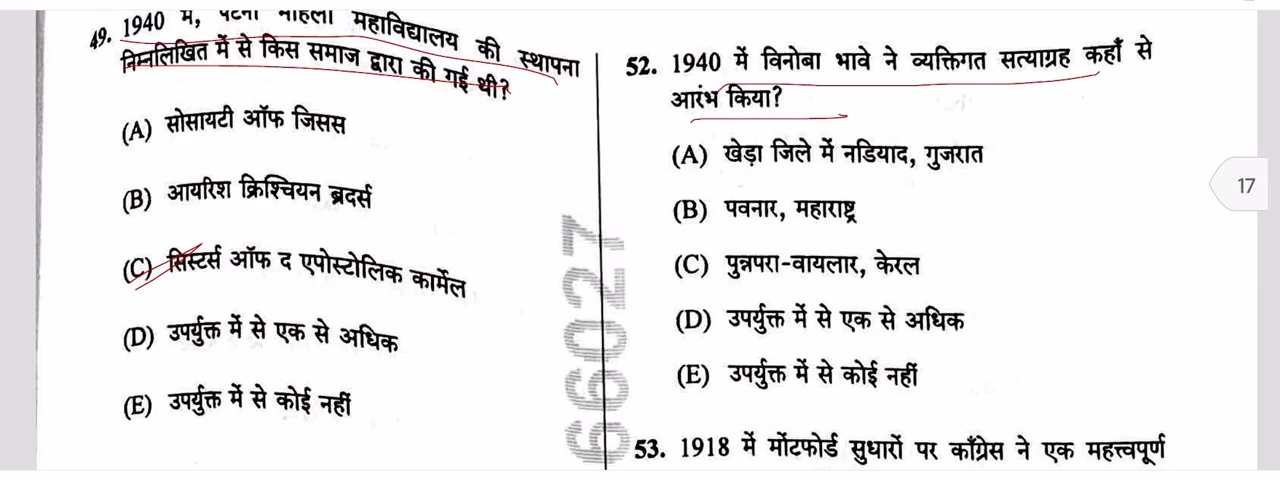 49. 1940 में, पटना महिला महाविद्यालय की स्थापना
निम्नलिखित में से किस समाज द्वारा की गई थी?
(A) सोसायटी ऑफ जिसस
(B) आयरिश क्रिश्चियन ब्रदर्स
(C) सिस्टर्स ऑफ द एपोस्टोलिक कार्मेल
(D) उपर्युक्त में से एक से अधिक
(E) उपर्युक्त में से कोई नहीं
52. 1940 में विनोबा भावे ने व्यक्तिगत सत्याग्रह कहाँ से
आरंभ किया?
(A) खेड़ा जिले में नडियाद, गुजरात
(B) पवनार, महाराष्ट्र
(C) पुन्नपरा-वायलार, केरल
(D) उपर्युक्त में से एक से अधिक
(E) उपर्युक्त में से कोई नहीं
53. 1918 में मोंटफोर्ड सुधारों पर काँग्रेस ने एक महत्त्वपूर्ण
17